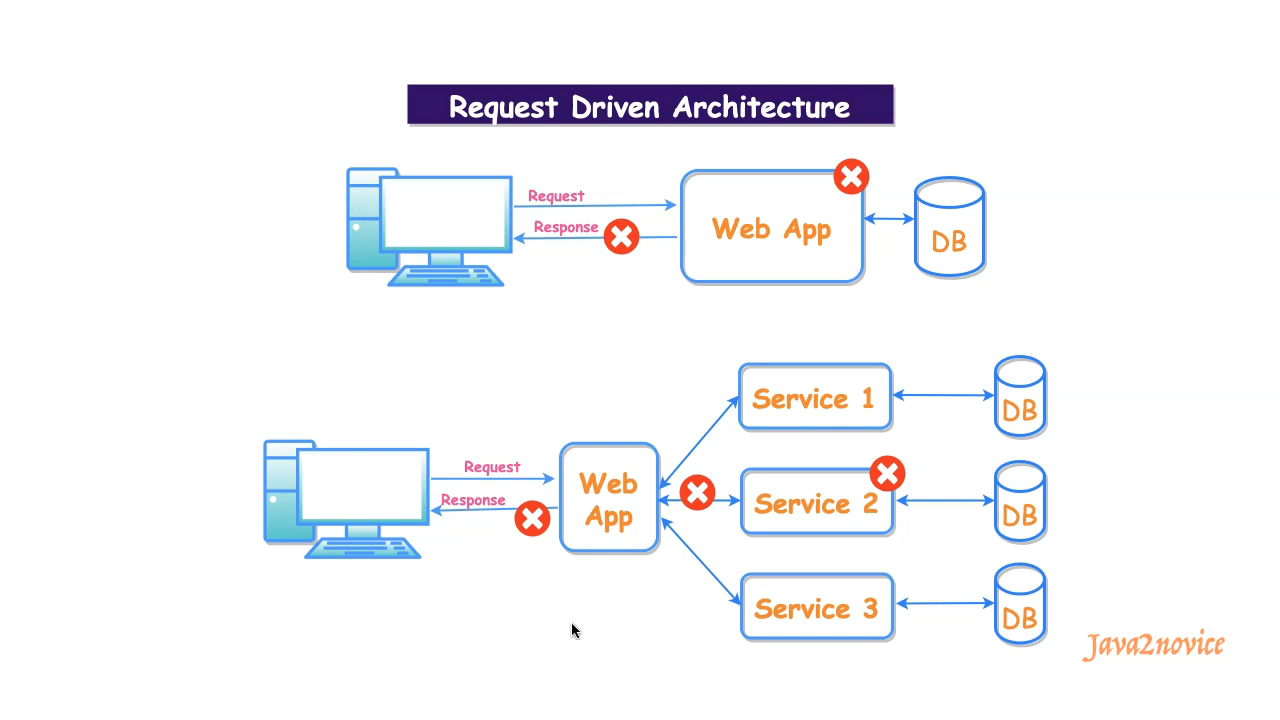 Request Driven Architecture
Request
Response
Web App
DB
Service 1
DB
Request
Response
Web
App
Service 2
DB
Service 3
DB
Java2novice